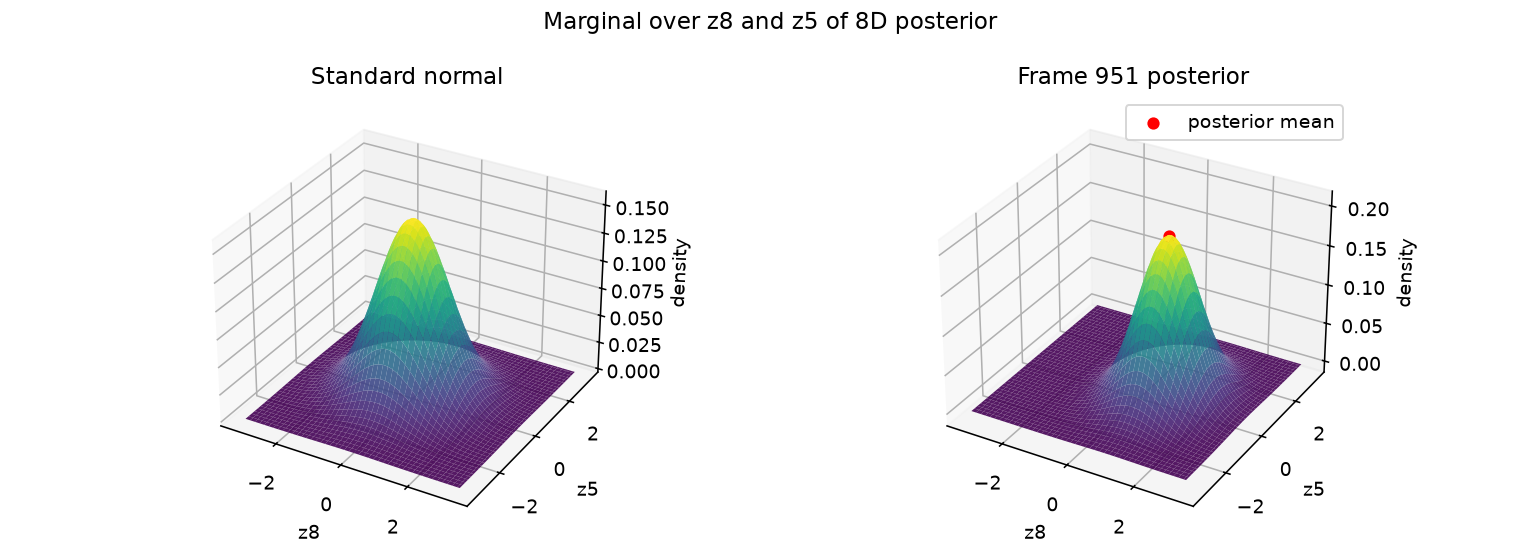 Marginal over z8 and z5 of 8D posterior
Standard normal
0.150
0.125
0.100
0.075
0.050
0.025
0.000
density
−2
0
2
z8
−2
0
2
z5
Frame 951 posterior
posterior mean
0.20
0.15
0.10
0.05
0.00
density
−2
0
2
z8
−2
0
2
z5